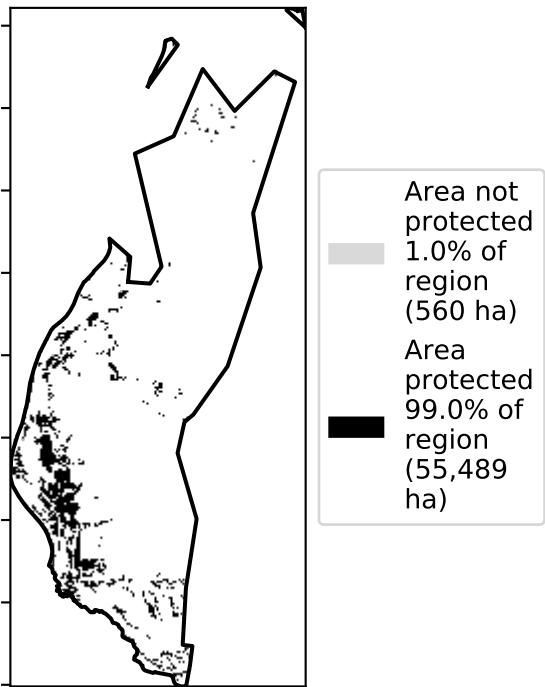 Area not
protected
1.0% of
region
(560 ha)
Area
protected
99.0% of
region
(55,489
ha)